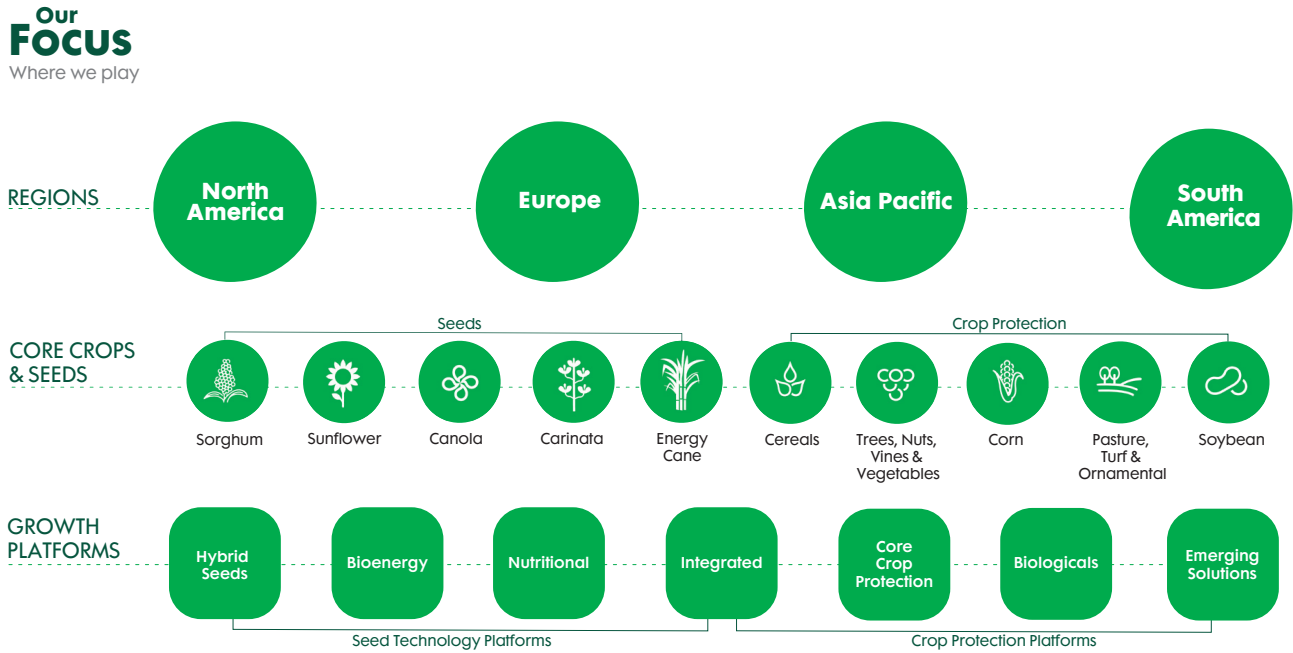 Our
Focus
Where we play
REGIONS
North
America
Europe
Asia Pacific
South
America
CORE CROPS
& SEEDS
Seeds
Crop Protection
Sorghum
Sunflower
Canola
Carinata
Energy
Cane
Cereals
Trees, Nuts,
Vines &
Vegetables
Corn
Pasture,
Turf &
Ornamental
Soybean
GROWTH
PLATFORMS
Hybrid
Seeds
Bioenergy
Nutritional
Integrated
Core
Crop
Protection
Biologicals
Emerging
Solutions
Seed Technology Platforms
Crop Protection Platforms